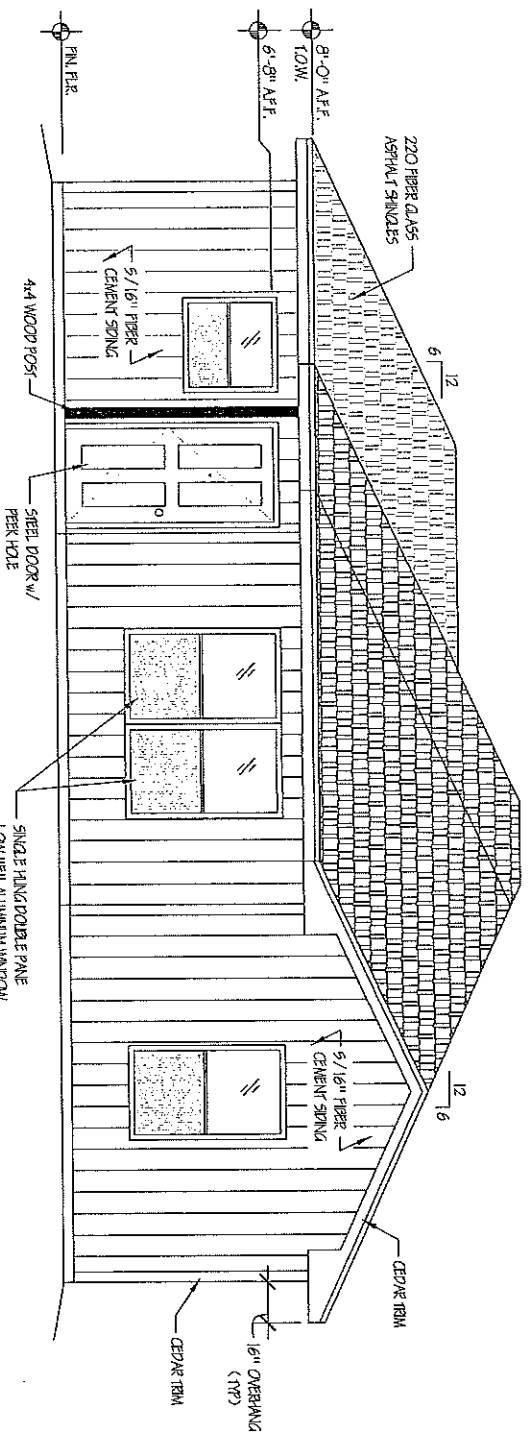 8'-0" A.F.F.
T.O.W.
6'-8" A.F.F.
FIN. FLR.
220 FIBER GLASS
ASPHALT SHINGLES
12
6
12
6
5/16" FIBER
CEMENT SIDING
5/16" FIBER
CEMENT SIDING
4x4 WOOD POST
STEEL DOOR w/
PEEK HOLE
SINGLE HUNG DOUBLE PANE
CEDAR TRIM
CEDAR TRIM
16" OVERHANG
(TYP)